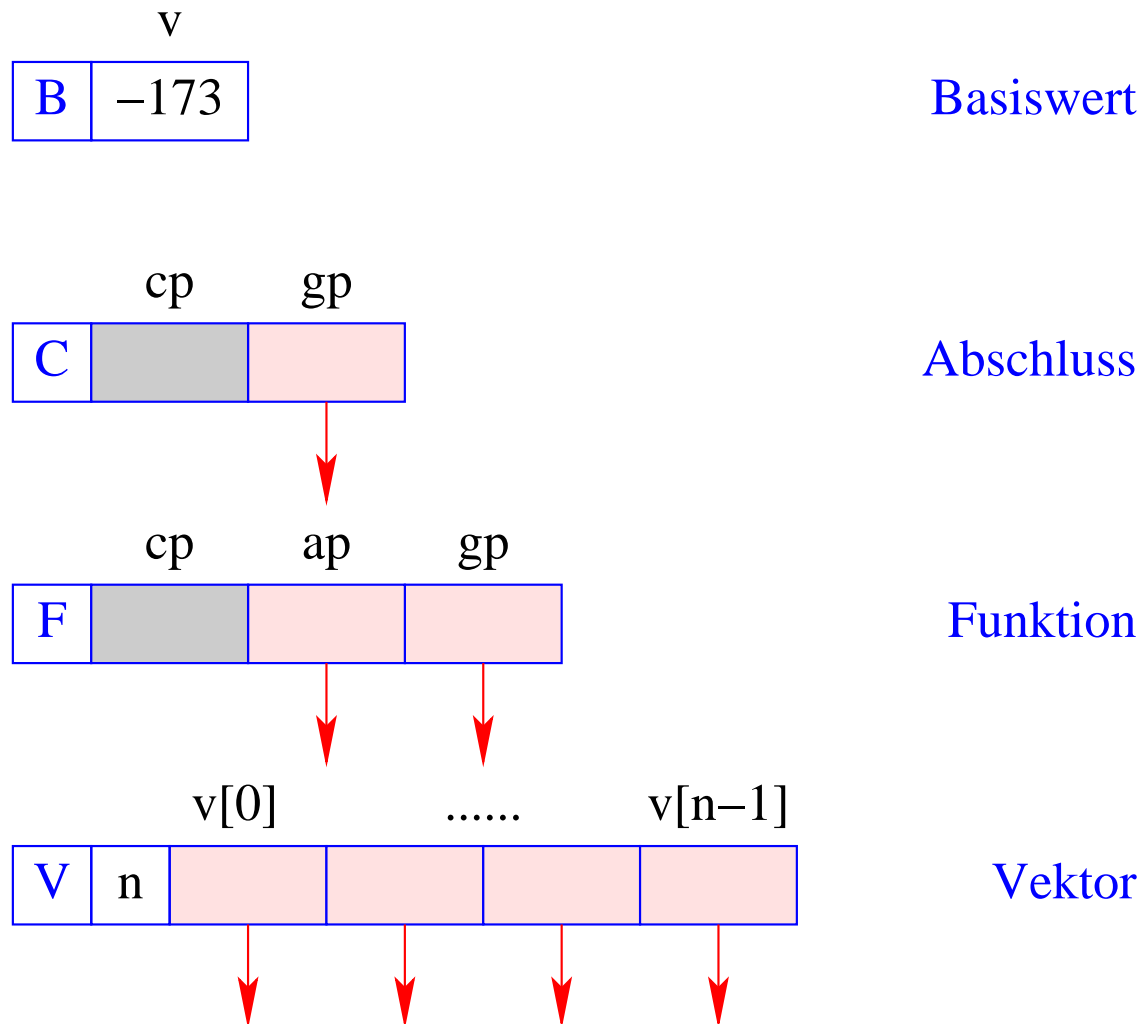 v
B −173 Basiswert
cp gp
C Abschluss
cp ap gp
F Funktion
v[0] ...... v[n−1]
V n Vektor